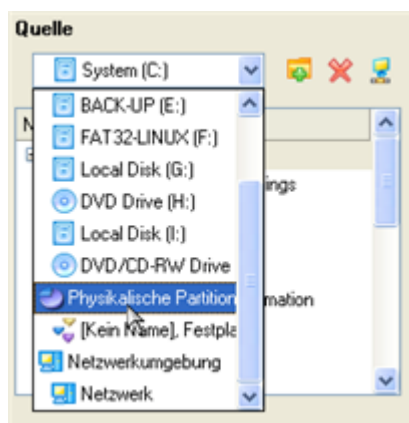 Quelle
System (C:)
BACK-UP (E:)
FAT32-LINUX (F:)
Local Disk (G:)
ings
DVD Drive (H:)
Local Disk (I:)
DVD/CD-RW Drive
Physikalische Partition
mation
[Kein Name], Festpla
Netzwerkumgebung
Netzwerk